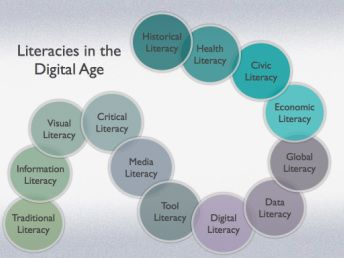 Literacies in the
Digital Age
Historical
Literacy
Health
Literacy
Civic
Literacy
Economic
Literacy
Global
Literacy
Data
Literacy
Digital
Literacy
Tool
Literacy
Media
Literacy
Critical
Literacy
Visual
Literacy
Information
Literacy
Traditional
Literacy